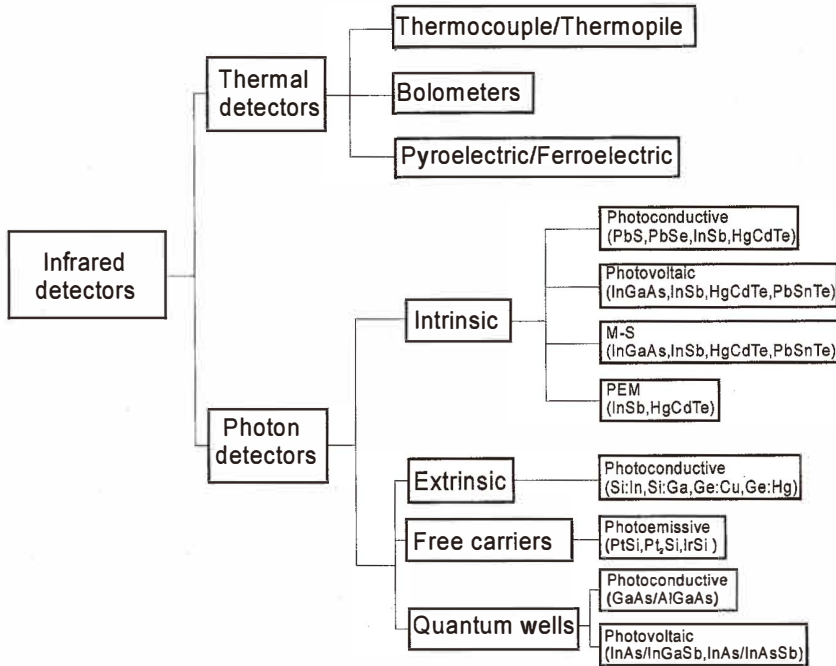 Thermocouple/Thermopile
Thermal
detectors
Bolometers
Pyroelectric/Ferroelectric
Infrared
detectors
Photoconductive
(PbS,PbSe,InSb,HgCdTe)
Photovoltaic
(InGaAs,InSb,HgCdTe,PbSnTe)
Intrinsic
M-S
(InGaAs,InSb,HgCdTe,PbSnTe)
PEM
(InSb,HgCdTe)
Photon
detectors
Extrinsic
Photoconductive
(Si:In,Si:Ga,Ge:Cu,Ge:Hg)
Free carriers
Photoemissive
(PtSi,Pt₂Si,IrSi )
Quantum wells
Photoconductive
(GaAs/AlGaAs)
Photovoltaic
(InAs/InGaSb,InAs/InAsSb)